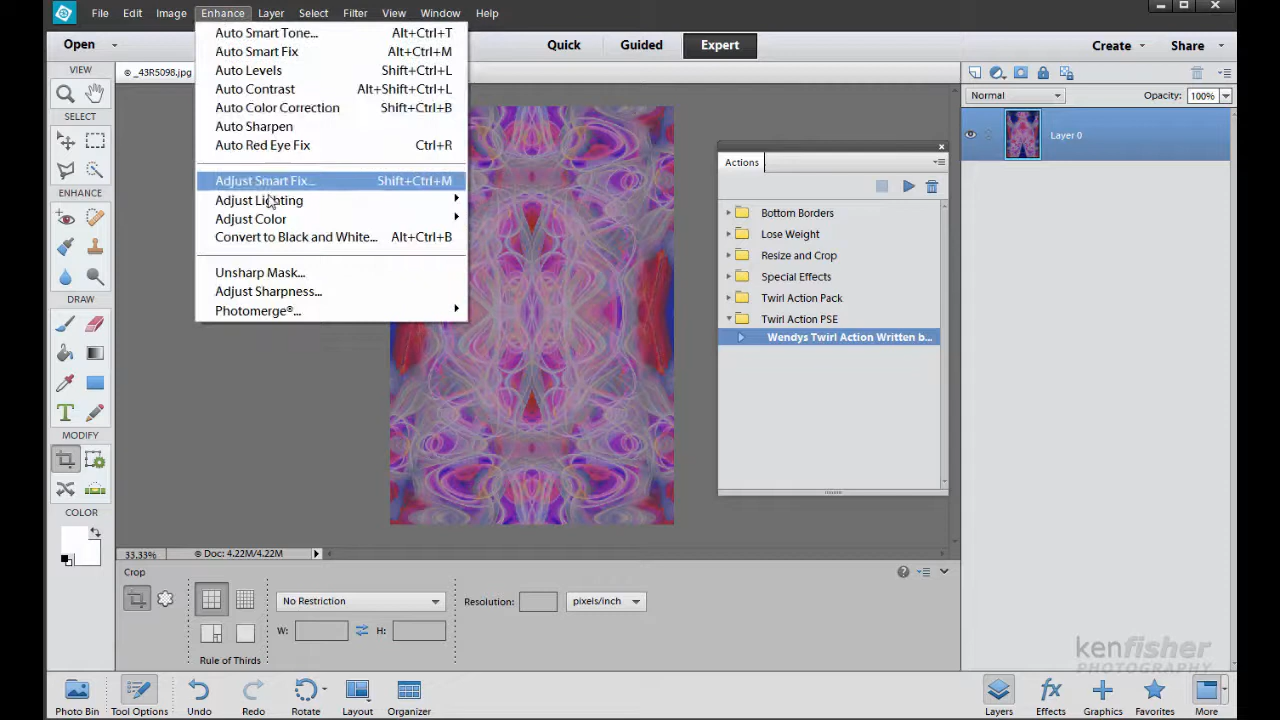 File Edit Image Enhance Layer Select Filter View Window Help
Open Quick Guided Expert Create Share
VIEW
SELECT
ENHANCE
DRAW
MODIFY
COLOR
® _43R5098.jpg
Auto Smart Tone... Alt+Ctrl+T
Auto Smart Fix Alt+Ctrl+M
Auto Levels Shift+Ctrl+L
Auto Contrast Alt+Shift+Ctrl+L
Auto Color Correction Shift+Ctrl+B
Auto Sharpen
Auto Red Eye Fix Ctrl+R
Adjust Smart Fix... Shift+Ctrl+M
Adjust Lighting
Adjust Color
Convert to Black and White... Alt+Ctrl+B
Unsharp Mask...
Adjust Sharpness...
Photomerge®...
Actions
Bottom Borders
Lose Weight
Resize and Crop
Special Effects
Twirl Action Pack
Twirl Action PSE
Wendys Twirl Action Written b...
Normal Opacity: 100%
Layer 0
33.33% ® Doc: 4.22M/4.22M
Crop
No Restriction Resolution: pixels/inch
W: H:
Rule of Thirds
kenfisher
PHOTOGRAPHY
Photo Bin Tool Options Undo Redo Rotate Layout Organizer Layers Effects Graphics Favorites More